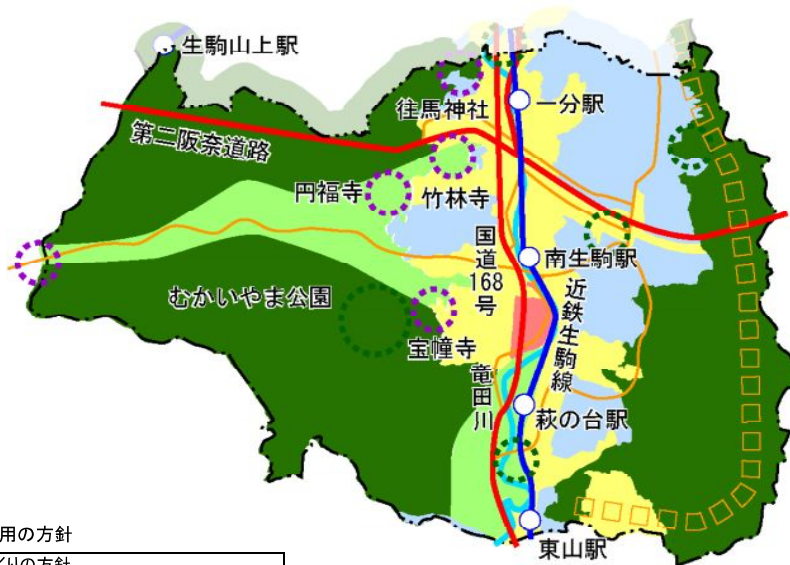 生駒山上駅
往馬神社
一分駅
第二阪奈道路
円福寺
竹林寺
国道168号
南生駒駅
むかいやま公園
宝幢寺
近鉄生駒線
竜田川
萩の台駅
東山駅
用の方針